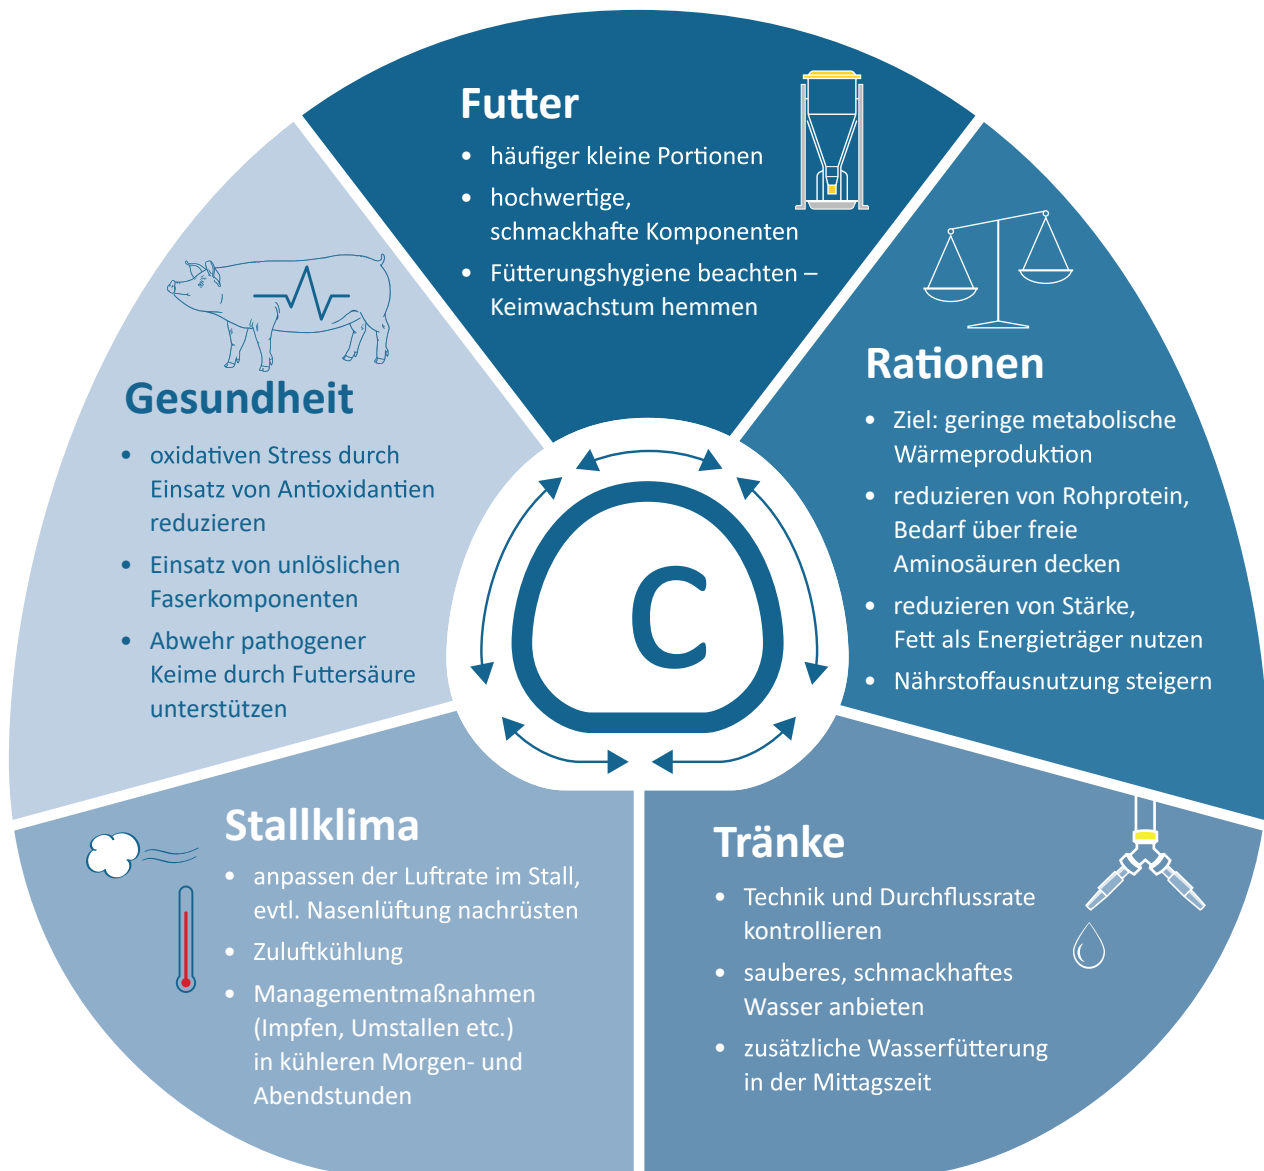 Futter
• häufiger kleine Portionen
• hochwertige,
schmackhafte Komponenten
• Fütterungshygiene beachten –
Keimwachstum hemmen
Rationen
• Ziel: geringe metabolische
Wärmeproduktion
• reduzieren von Rohprotein,
Bedarf über freie
Aminosäuren decken
• reduzieren von Stärke,
Fett als Energieträger nutzen
• Nährstoffausnutzung steigern
Gesundheit
• oxidativen Stress durch
Einsatz von Antioxidantien
reduzieren
• Einsatz von unlöslichen
Faserkomponenten
• Abwehr pathogener
Keime durch Futtersäure
unterstützen
C
Stallklima
• anpassen der Luftrate im Stall,
evtl. Nasenlüftung nachrüsten
• Zuluftkühlung
• Managementmaßnahmen
(Impfen, Umstallen etc.)
in kühleren Morgen- und
Abendstunden
Tränke
• Technik und Durchflussrate
kontrollieren
• sauberes, schmackhaftes
Wasser anbieten
• zusätzliche Wasserfütterung
in der Mittagszeit